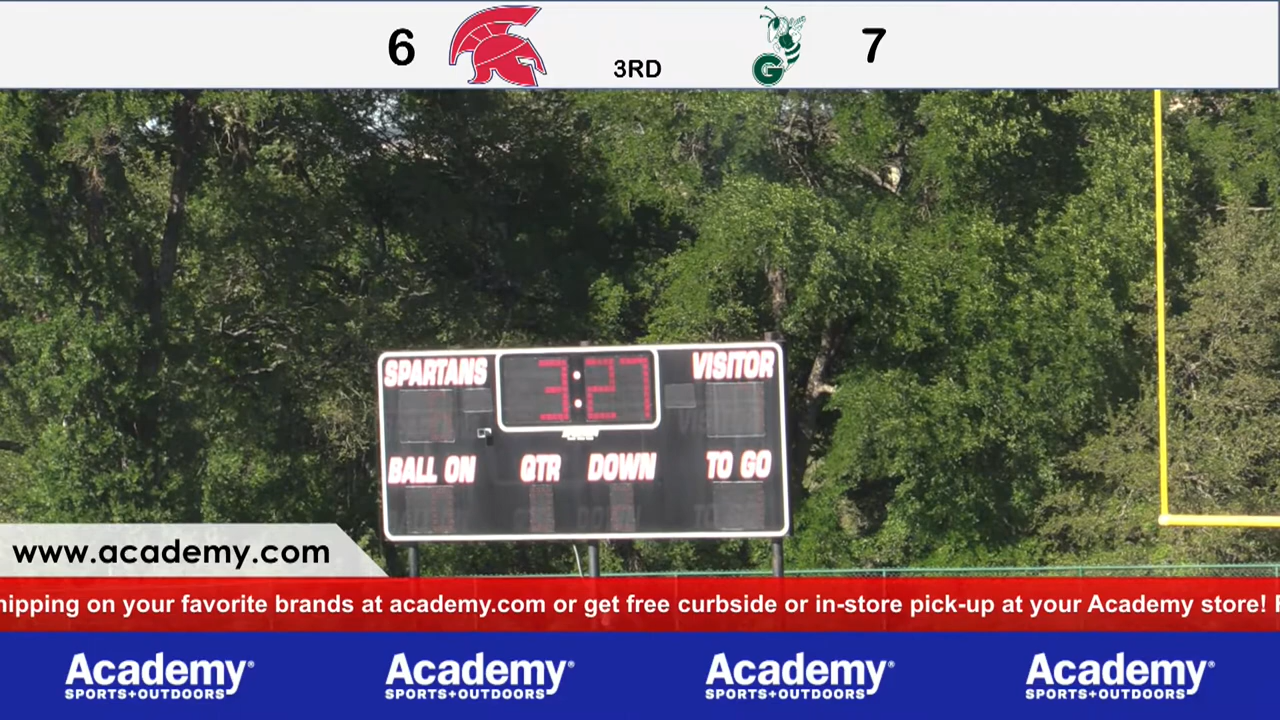 6
3RD
G
7
SPARTANS
3:27
VISITOR
BALL ON
QTR
DOWN
TO GO
www.academy.com
hipping on your favorite brands at academy.com or get free curbside or in-store pick-up at your Academy store!
Academy
SPORTS+OUTDOORS
Academy
SPORTS+OUTDOORS
Academy
SPORTS+OUTDOORS
Academy
SPORTS+OUTDOORS